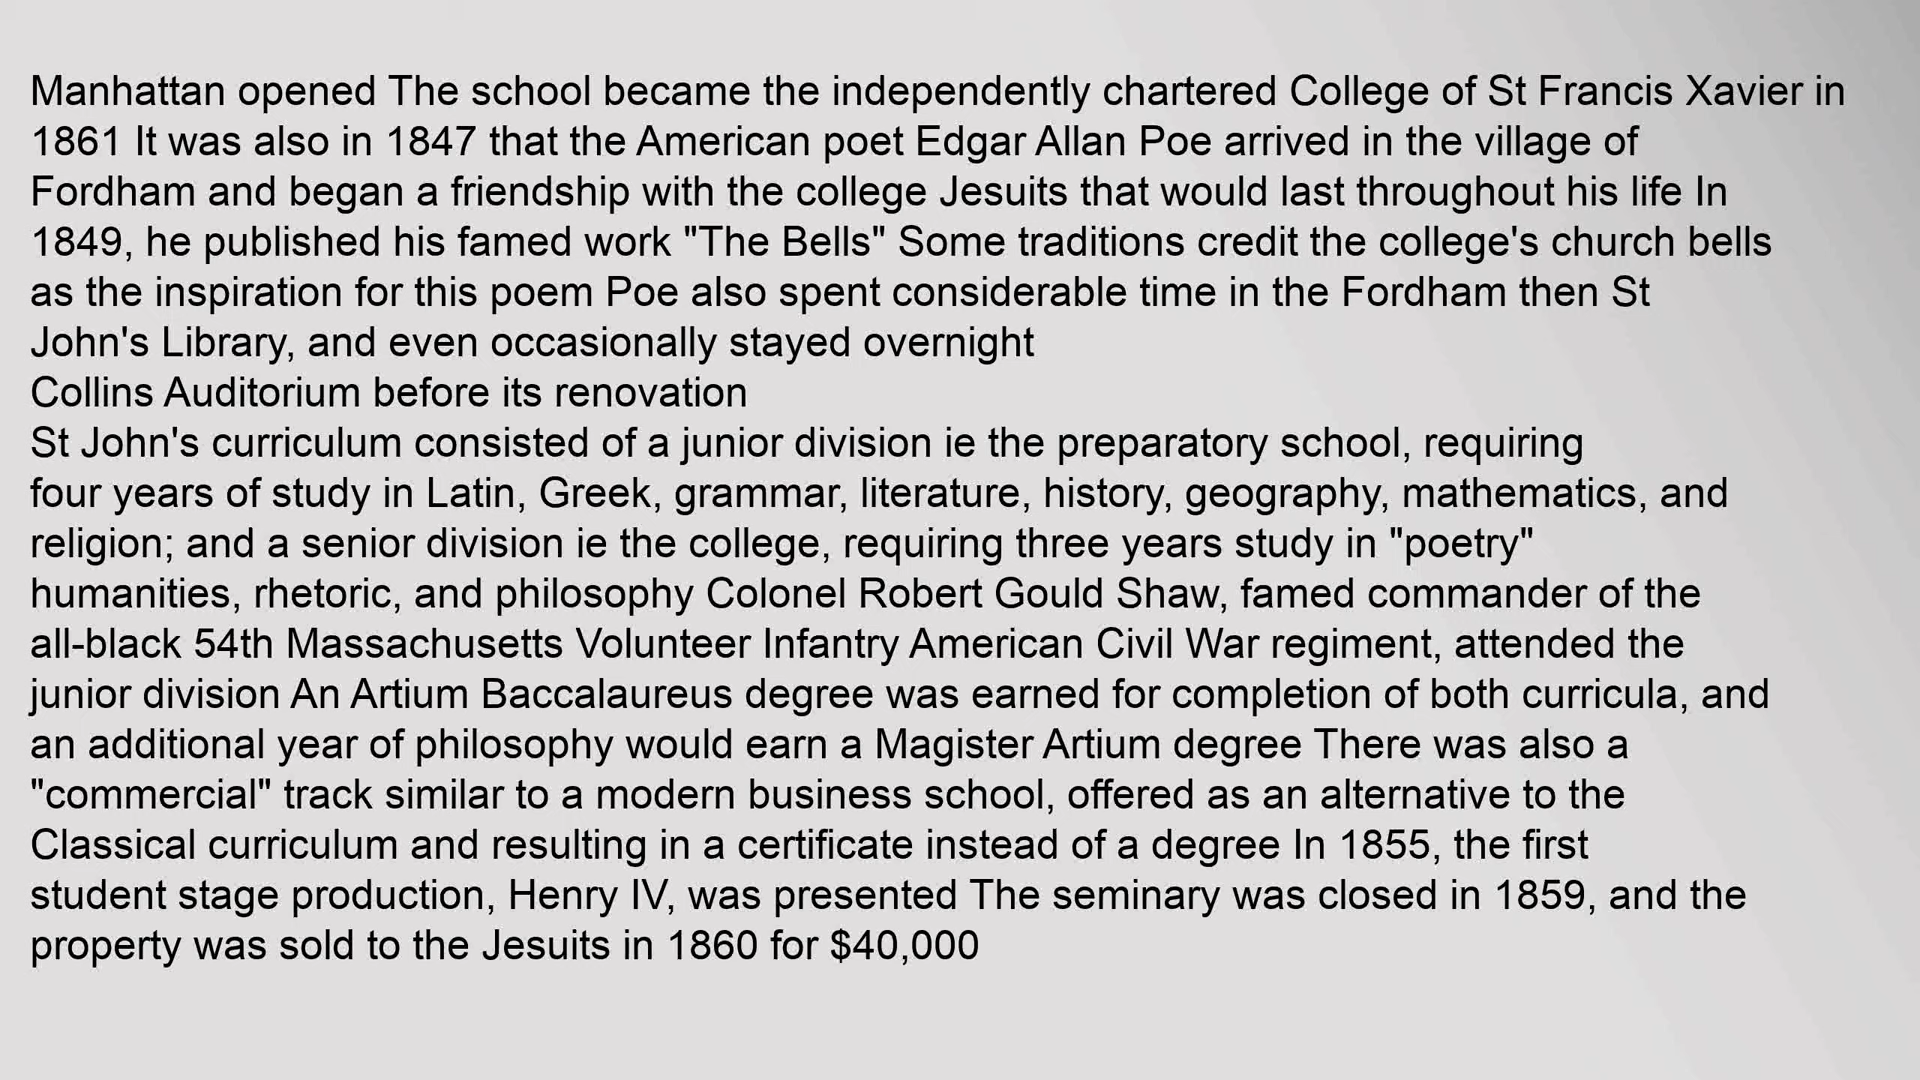 Manhattan opened The school became the independently chartered College of St Francis Xavier in
1861 It was also in 1847 that the American poet Edgar Allan Poe arrived in the village of
Fordham and began a friendship with the college Jesuits that would last throughout his life In
1849, he published his famed work "The Bells" Some traditions credit the college's church bells
as the inspiration for this poem Poe also spent considerable time in the Fordham then St
John's Library, and even occasionally stayed overnight
Collins Auditorium before its renovation
St John's curriculum consisted of a junior division ie the preparatory school, requiring
four years of study in Latin, Greek, grammar, literature, history, geography, mathematics, and
religion; and a senior division ie the college, requiring three years study in "poetry"
humanities, rhetoric, and philosophy Colonel Robert Gould Shaw, famed commander of the
all-black 54th Massachusetts Volunteer Infantry American Civil War regiment, attended the
junior division An Artium Baccalaureus degree was earned for completion of both curricula, and
an additional year of philosophy would earn a Magister Artium degree There was also a
"commercial" track similar to a modern business school, offered as an alternative to the
Classical curriculum and resulting in a certificate instead of a degree In 1855, the first
student stage production, Henry IV, was presented The seminary was closed in 1859, and the
property was sold to the Jesuits in 1860 for $40,000